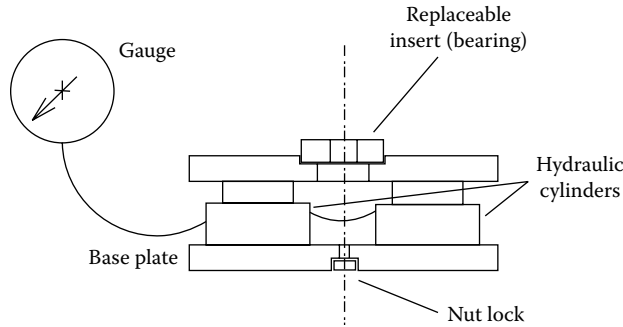 Replaceable
insert (bearing)
Gauge
Hydraulic
cylinders
Base plate
Nut lock